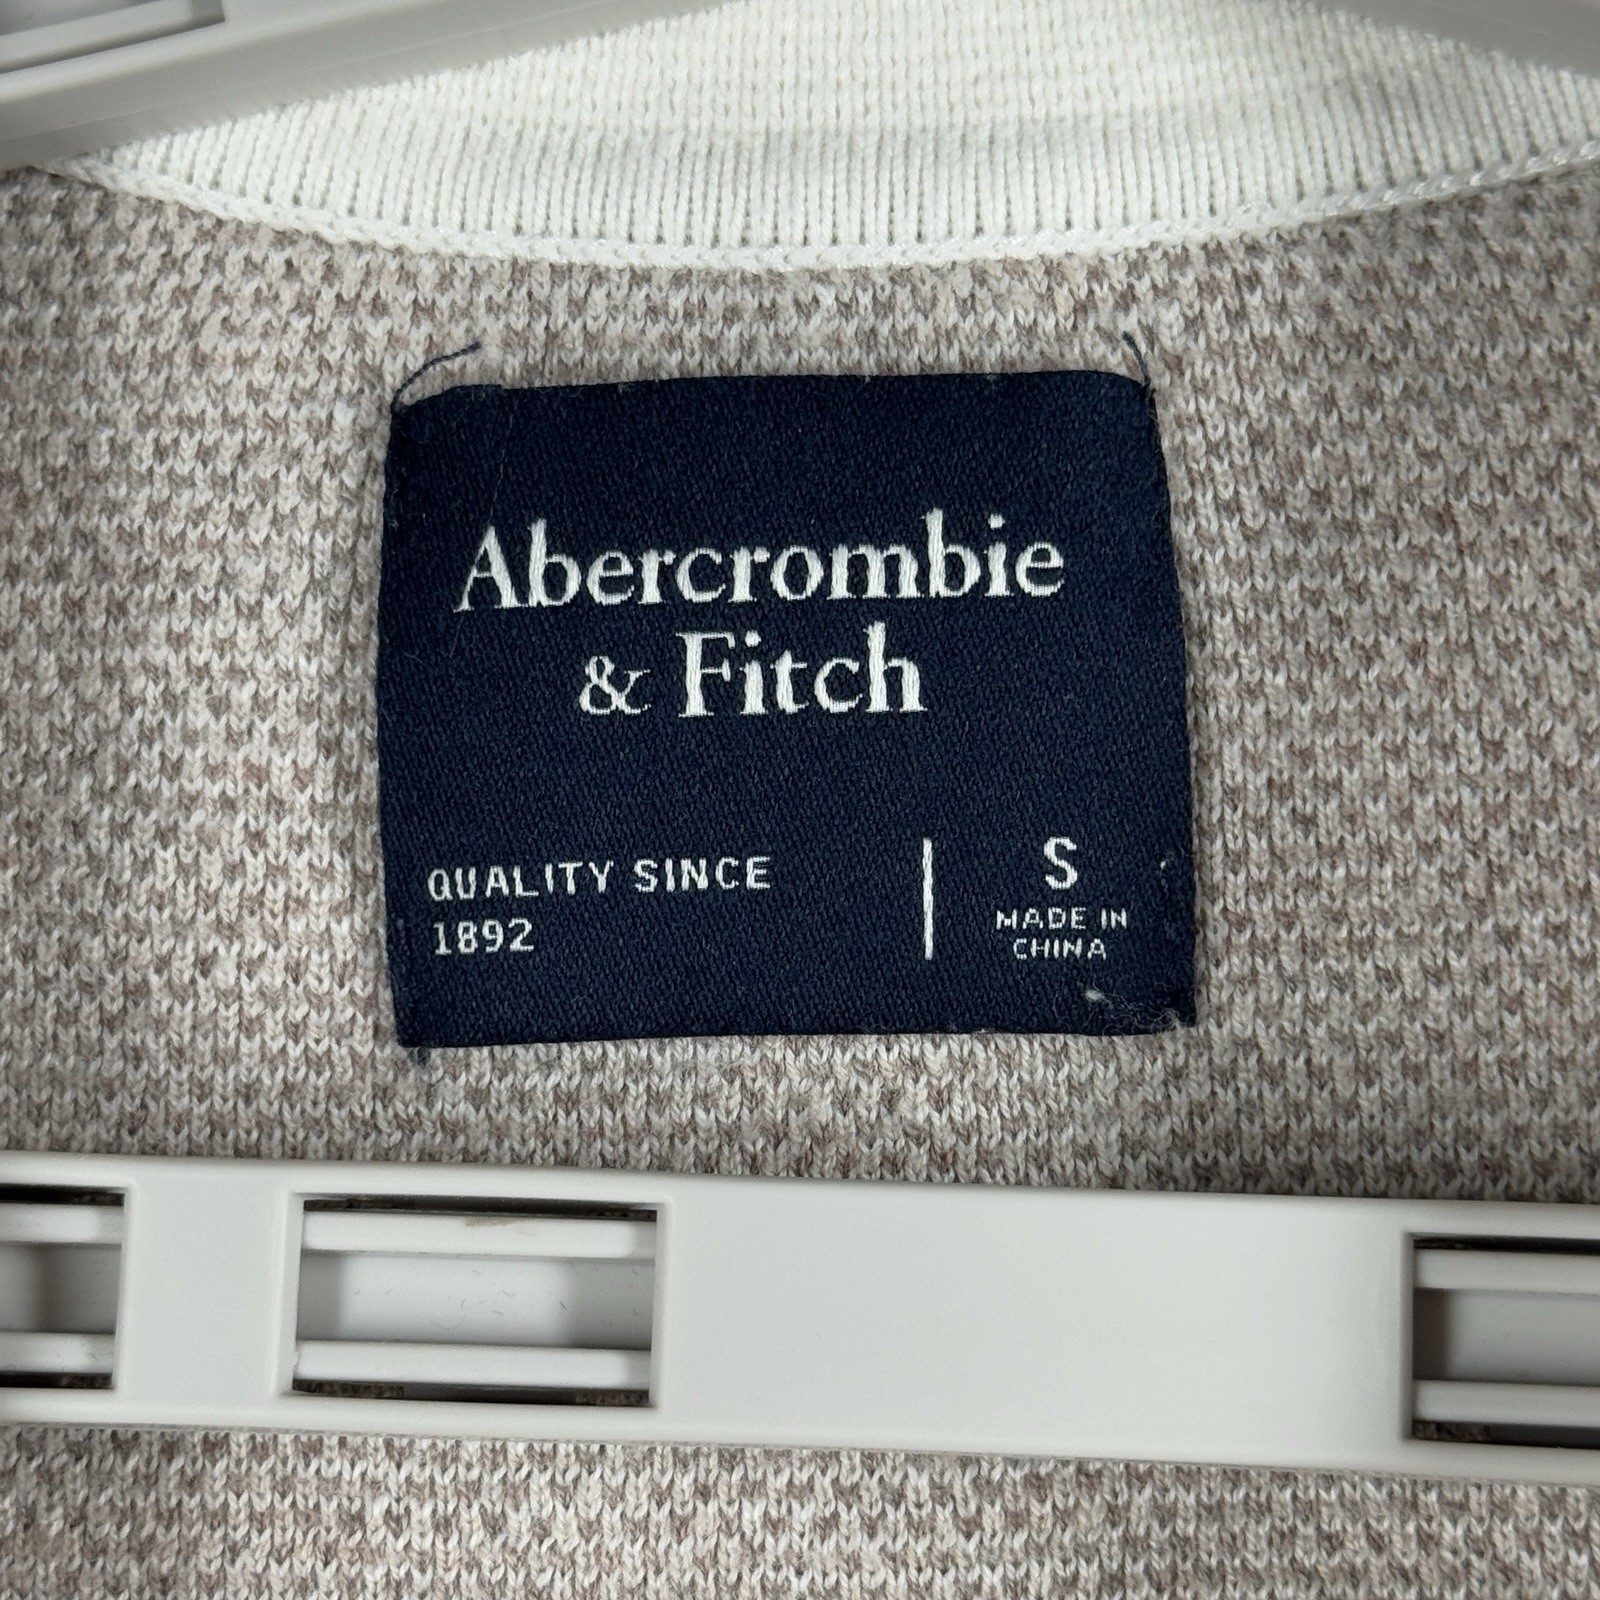 Abercrombie
& Fitch
QUALITY SINCE
1892
S
MADE IN
CHINA